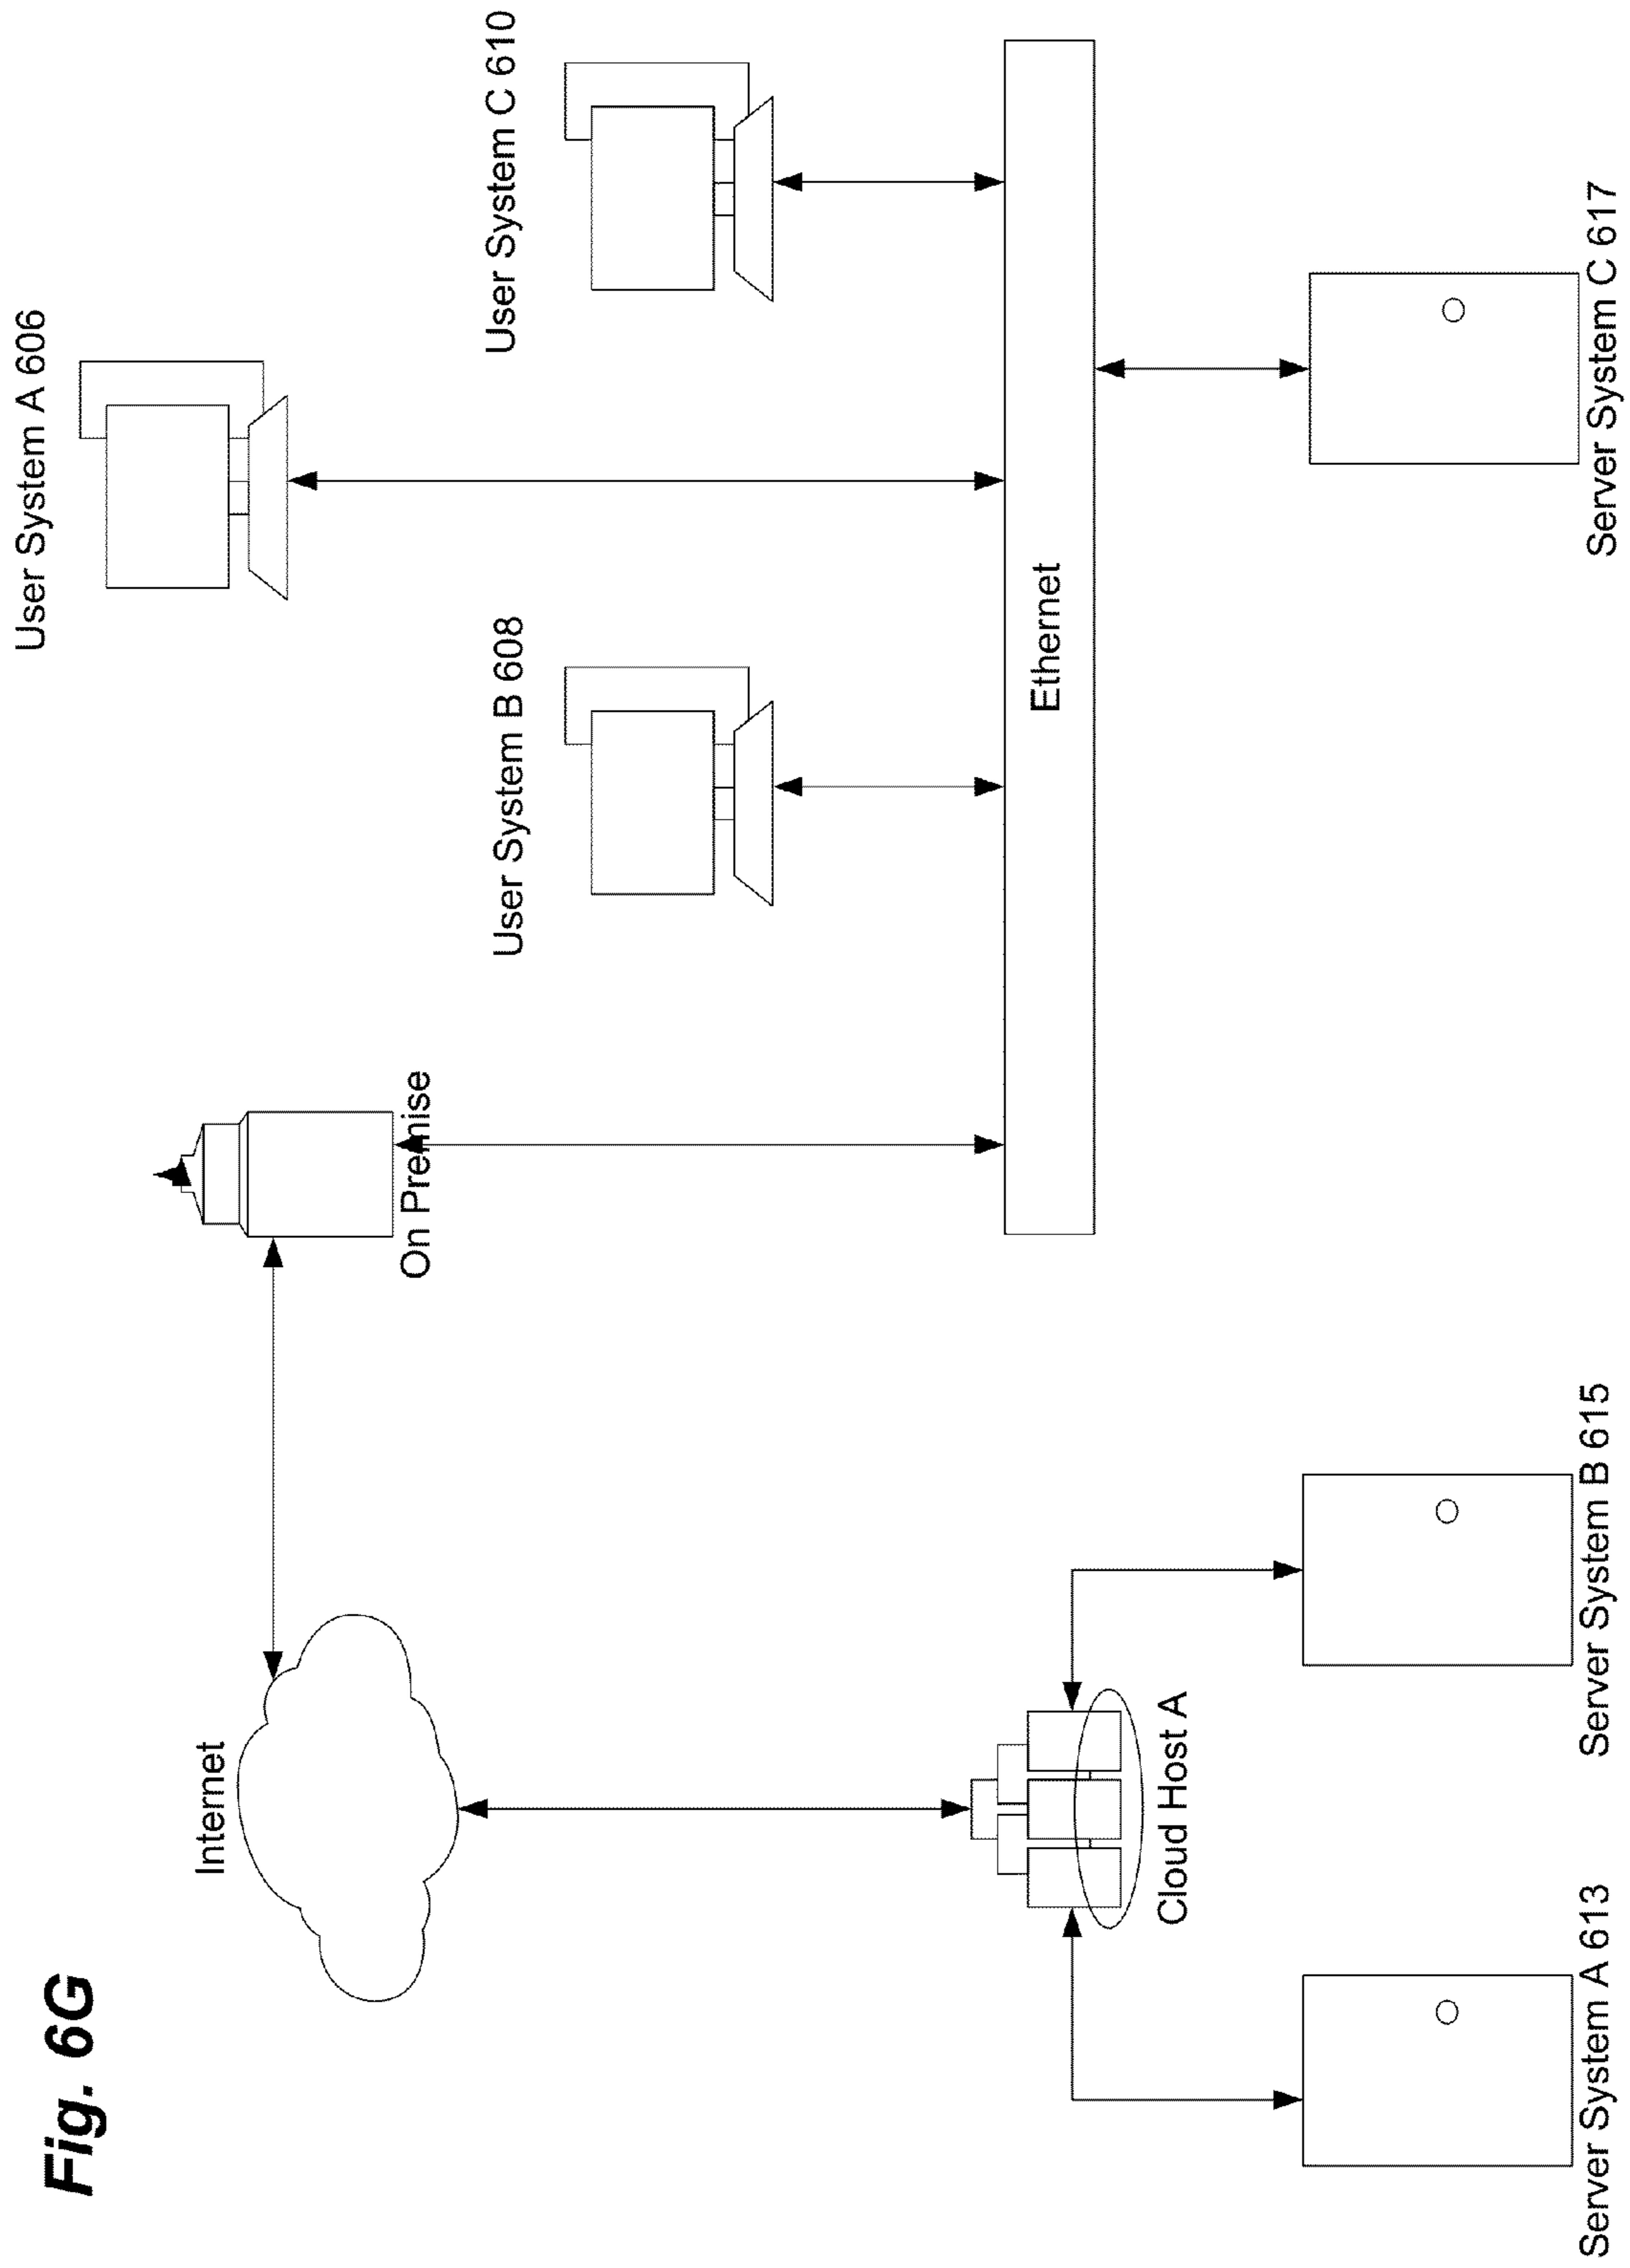 Fig. 6G
Internet
On Premise
User System A 606
User System B 608
User System C 610
Ethernet
Cloud Host A
Server System A 613
Server System B 615
Server System C 617